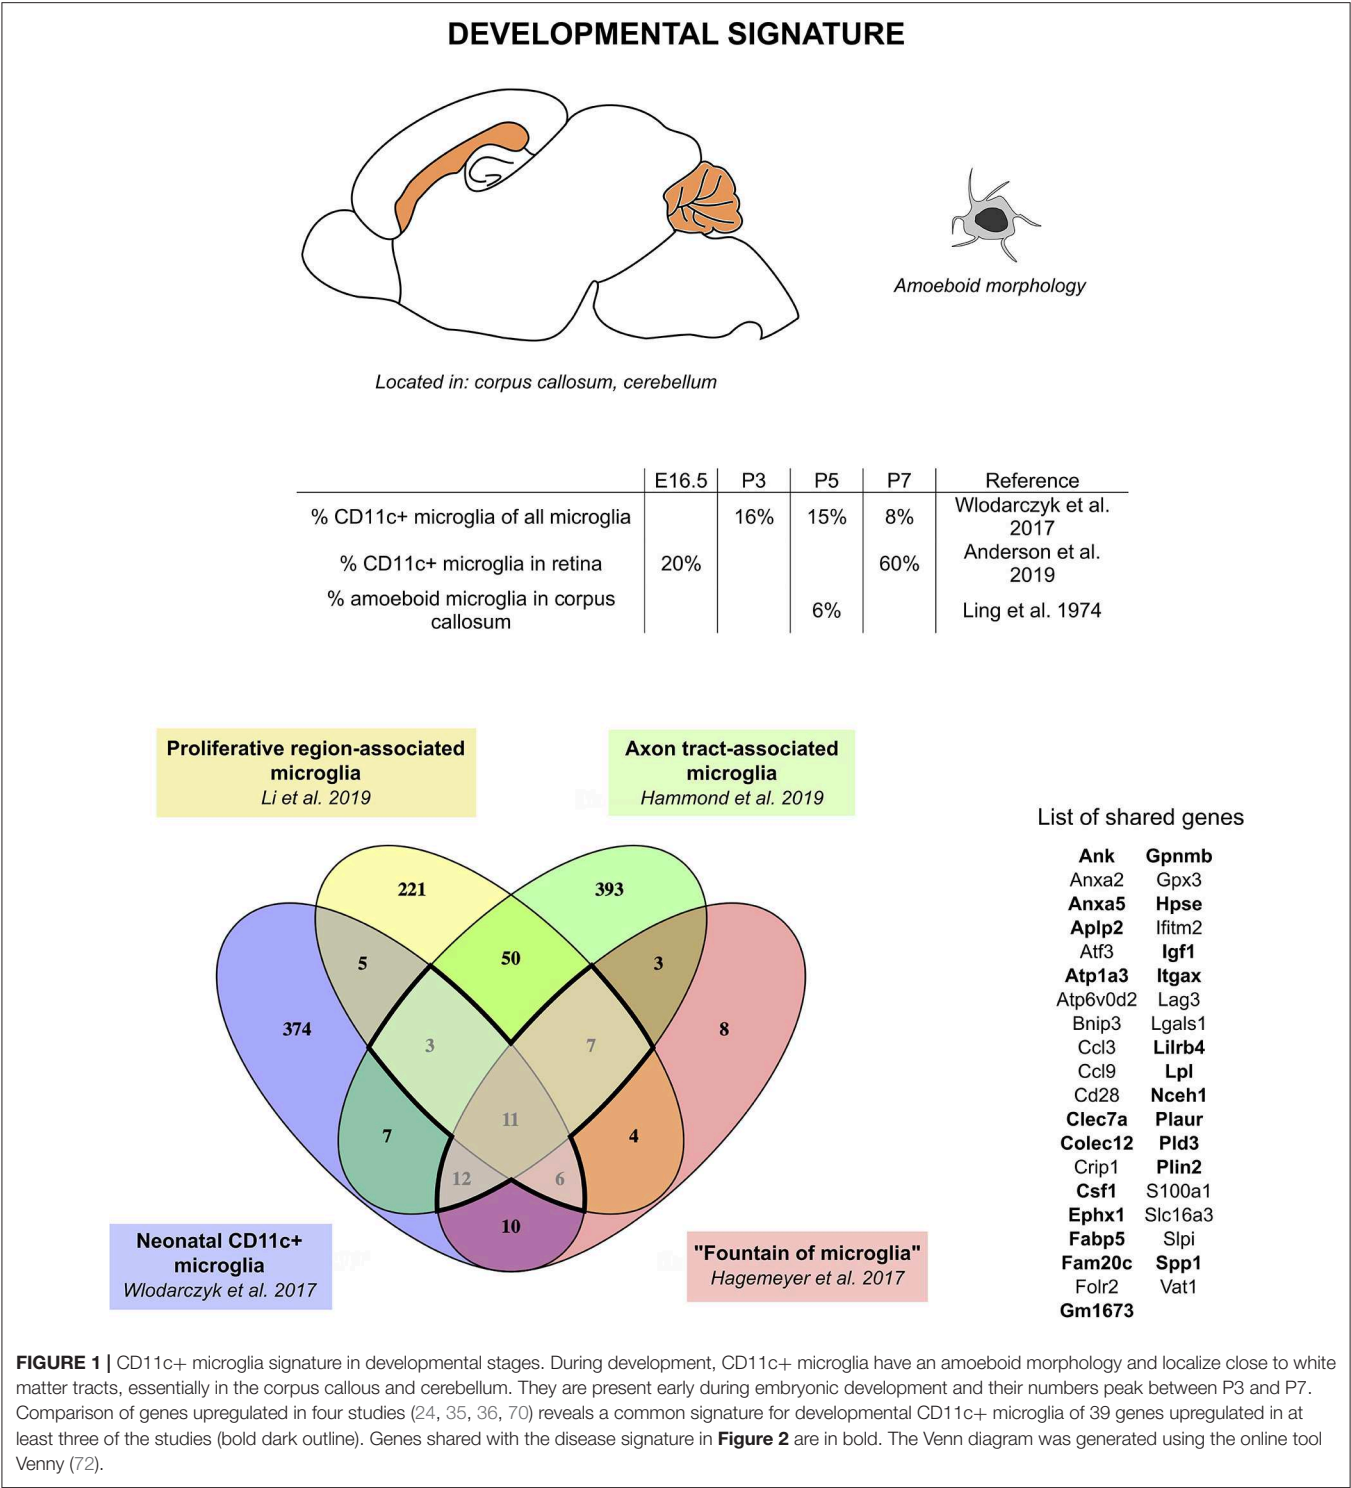 DEVELOPMENTAL SIGNATURE
Amoeboid morphology
Located in: corpus callosum, cerebellum
E16.5 P3 P5 P7 Reference
% CD11c+ microglia of all microglia 16% 15% 8% Wlodarczyk et al. 2017
% CD11c+ microglia in retina 20% 60% Anderson et al. 2019
% amoeboid microglia in corpus callosum 6% Ling et al. 1974
Proliferative region-associated
microglia
Li et al. 2019
Axon tract-associated
microglia
Hammond et al. 2019
221
393
5
50
3
374
3
7
8
11
7
4
12
6
10
Neonatal CD11c+
microglia
Wlodarczyk et al. 2017
"Fountain of microglia"
Hagemeyer et al. 2017
List of shared genes
Ank Gpnmb
Anxa2 Gpx3
Anxa5 Hpse
Aplp2 Ifitm2
Atf3 Igf1
Atp1a3 Itgax
Atp6v0d2 Lag3
Bnip3 Lgals1
Ccl3 Lilrb4
Ccl9 Lpl
Cd28 Nceh1
Clec7a Plaur
Colec12 Pld3
Crip1 Plin2
Csf1 S100a1
Ephx1 Slc16a3
Fabp5 Slpi
Fam20c Spp1
Folr2 Vat1
Gm1673
FIGURE 1 | CD11c+ microglia signature in developmental stages. During development, CD11c+ microglia have an amoeboid morphology and localize close to white
matter tracts, essentially in the corpus callous and cerebellum. They are present early during embryonic development and their numbers peak between P3 and P7.
Comparison of genes upregulated in four studies (24, 35, 36, 70) reveals a common signature for developmental CD11c+ microglia of 39 genes upregulated in at
least three of the studies (bold dark outline). Genes shared with the disease signature in Figure 2 are in bold. The Venn diagram was generated using the online tool
Venny (72).